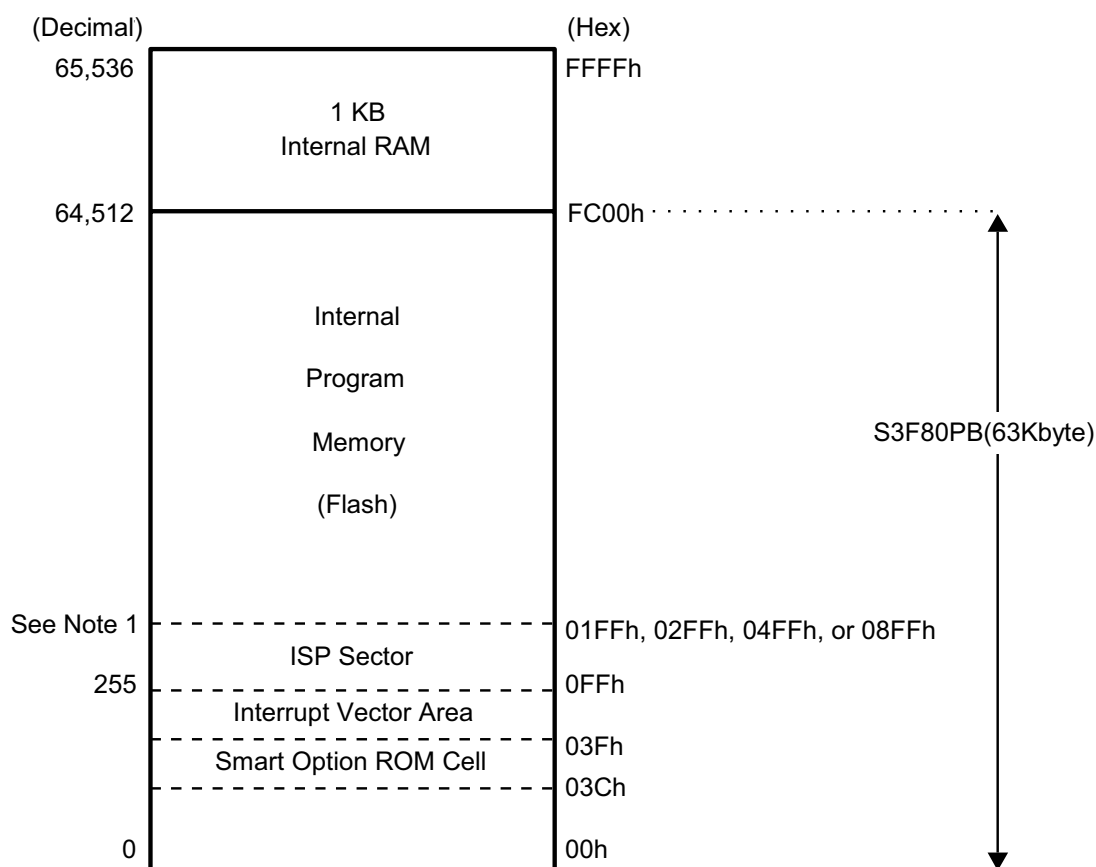 (Decimal) (Hex)
65,536 FFFFh
1 KB
Internal RAM
64,512 FC00h
Internal
Program
Memory
(Flash)
S3F80PB(63Kbyte)
See Note 1 01FFh, 02FFh, 04FFh, or 08FFh
ISP Sector
255 0FFh
Interrupt Vector Area
03Fh
Smart Option ROM Cell
03Ch
0 00h